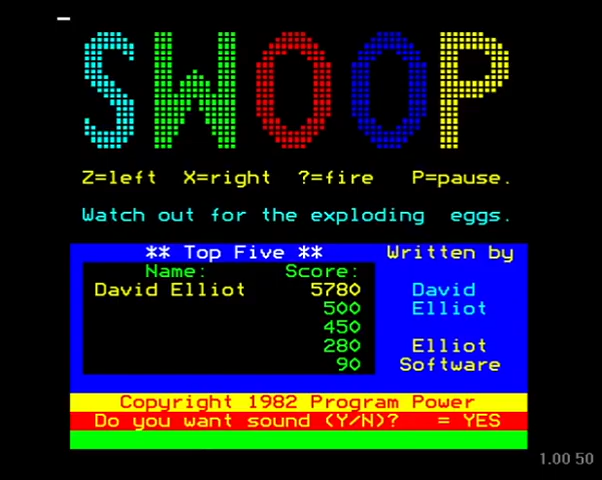 SWOOP
Z=left X=right ?=fire P=pause.
Watch out for the exploding eggs.
** Top Five ** Written by
Name: Score:
David Elliot 5780 David
500 Elliot
450
280 Elliot
90 Software
Copyright 1982 Program Power
Do you want sound (Y/N)? = YES
1.00 50